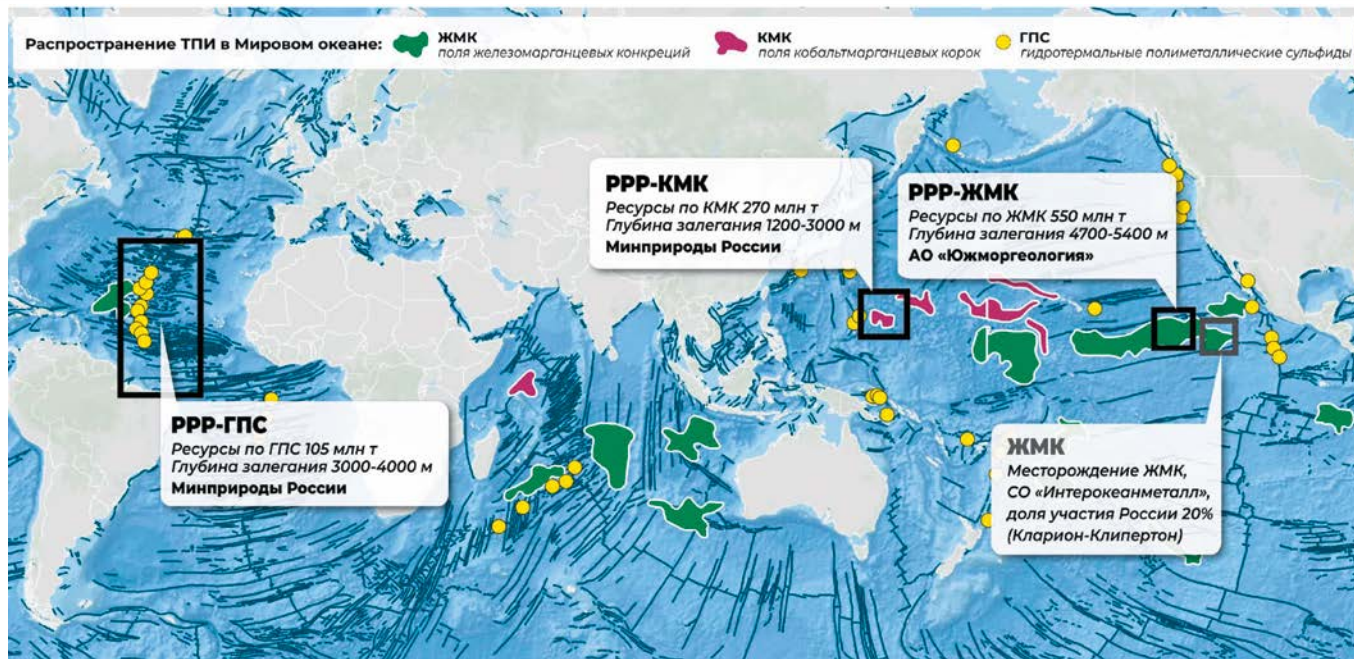 Распространение ТПИ в Мировом океане:
ЖМК
поля железомарганцевых конкреций
КМК
поля кобальтмарганцевых корок
ГПС
гидротермальные полиметаллические сульфиды
РРР-КМК
Ресурсы по КМК 270 млн т
Глубина залегания 1200-3000 м
Минприроды России
РРР-ЖМК
Ресурсы по ЖМК 550 млн т
Глубина залегания 4700-5400 м
АО «Южморгеология»
РРР-ГПС
Ресурсы по ГПС 105 млн т
Глубина залегания 3000-4000 м
Минприроды России
ЖМК
Месторождение ЖМК,
СО «Интерокеанметалл»,
доля участия России 20%
(Кларион-Клипертон)